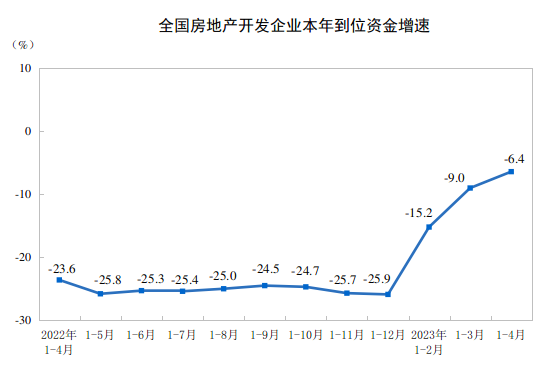 全国房地产开发企业本年到位资金增速
（%）
10
0
-10
-20
-30
-23.6
-25.8
-25.3
-25.4
-25.0
-24.5
-24.7
-25.7
-25.9
-15.2
-9.0
-6.4
2022年
1-4月
1-5月
1-6月
1-7月
1-8月
1-9月
1-10月
1-11月
1-12月
2023年
1-2月
1-3月
1-4月